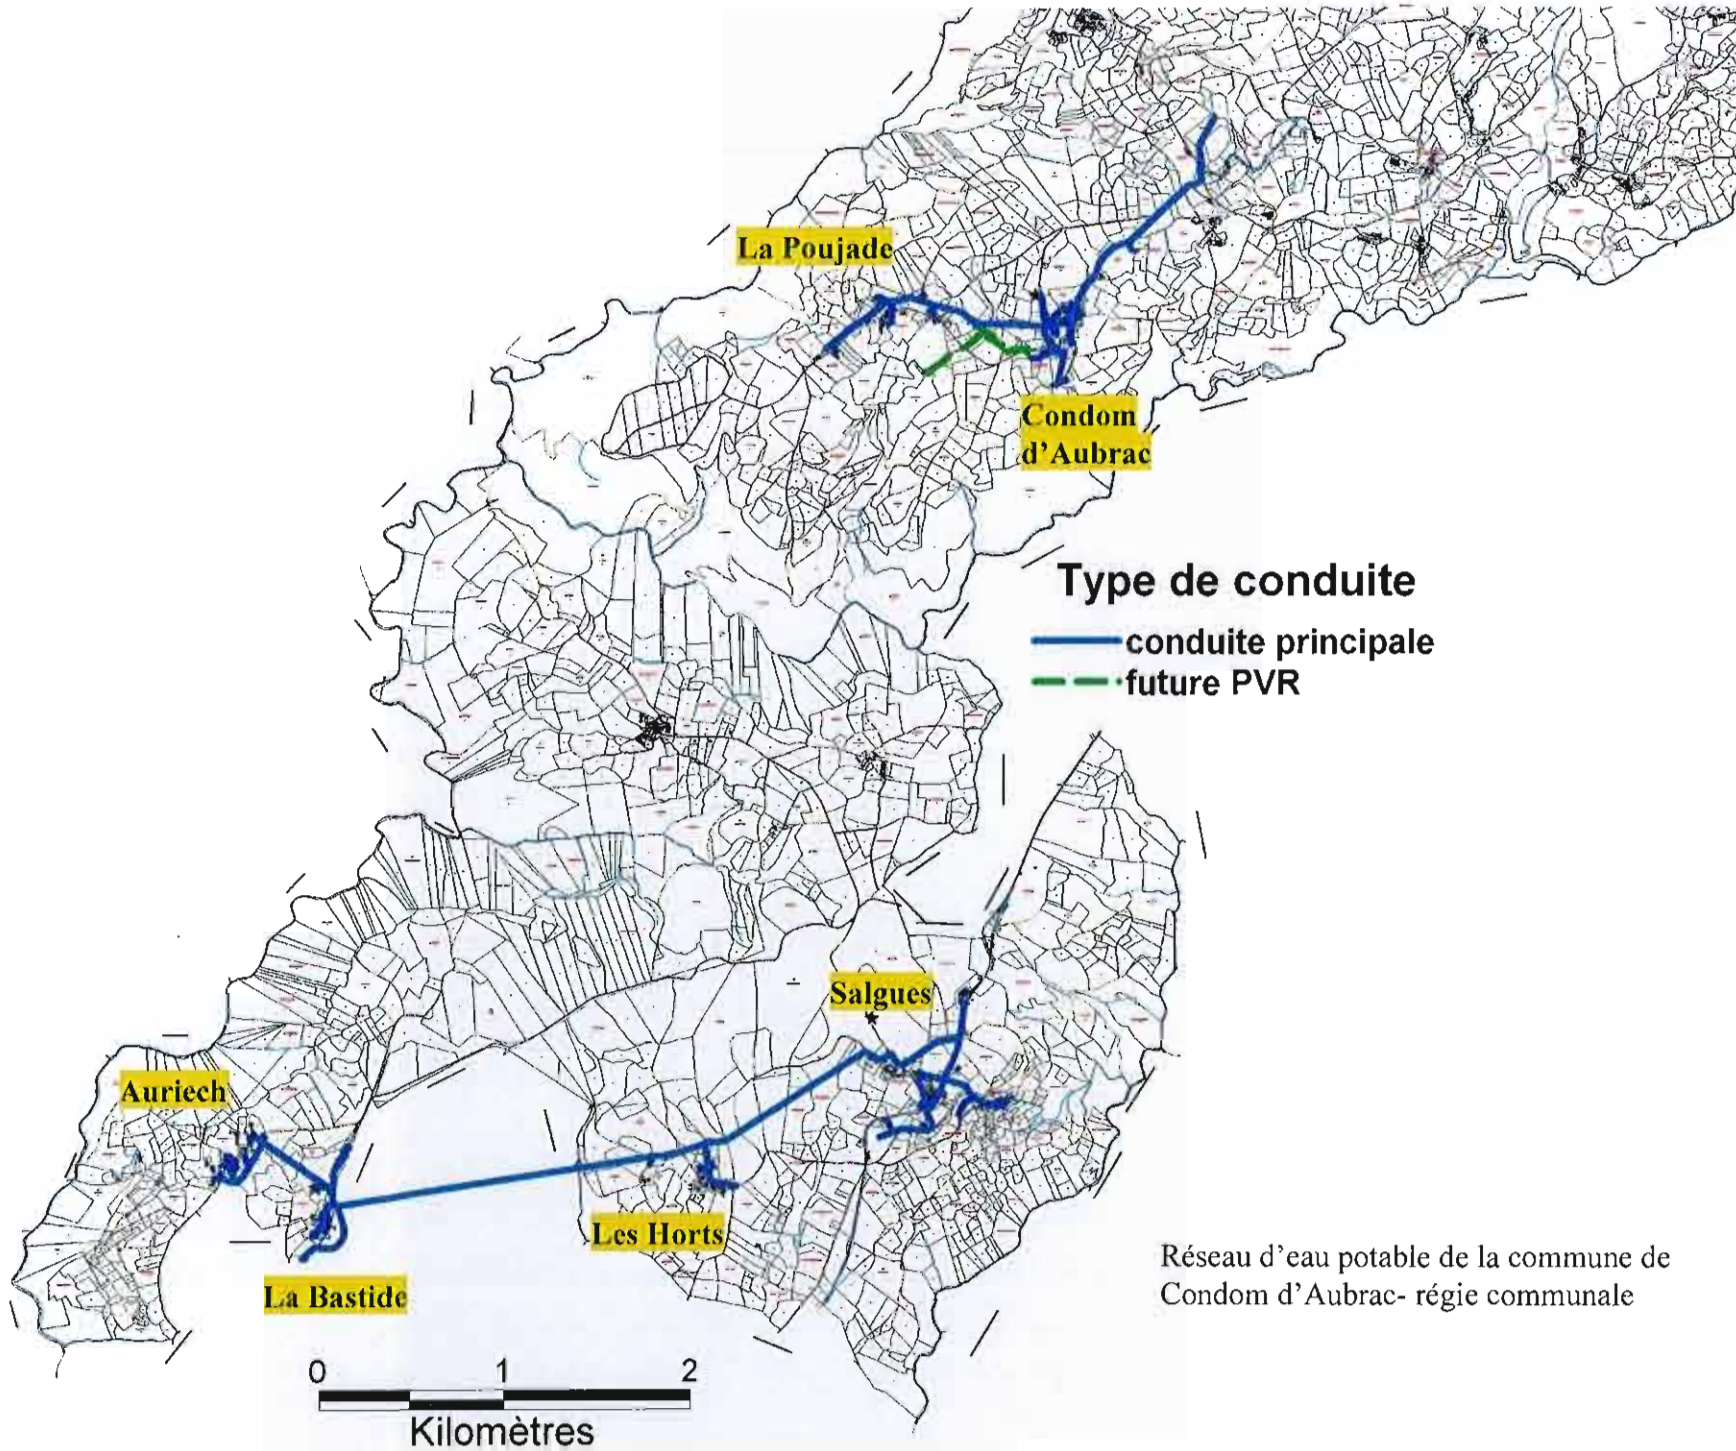 La Poujade
Condom
d'Aubrac
Type de conduite
conduite principale
future PVR
Salgues
Auriech
Les Horts
La Bastide
Réseau d'eau potable de la commune de
Condom d'Aubrac- régie communale
0 1 2
Kilomètres